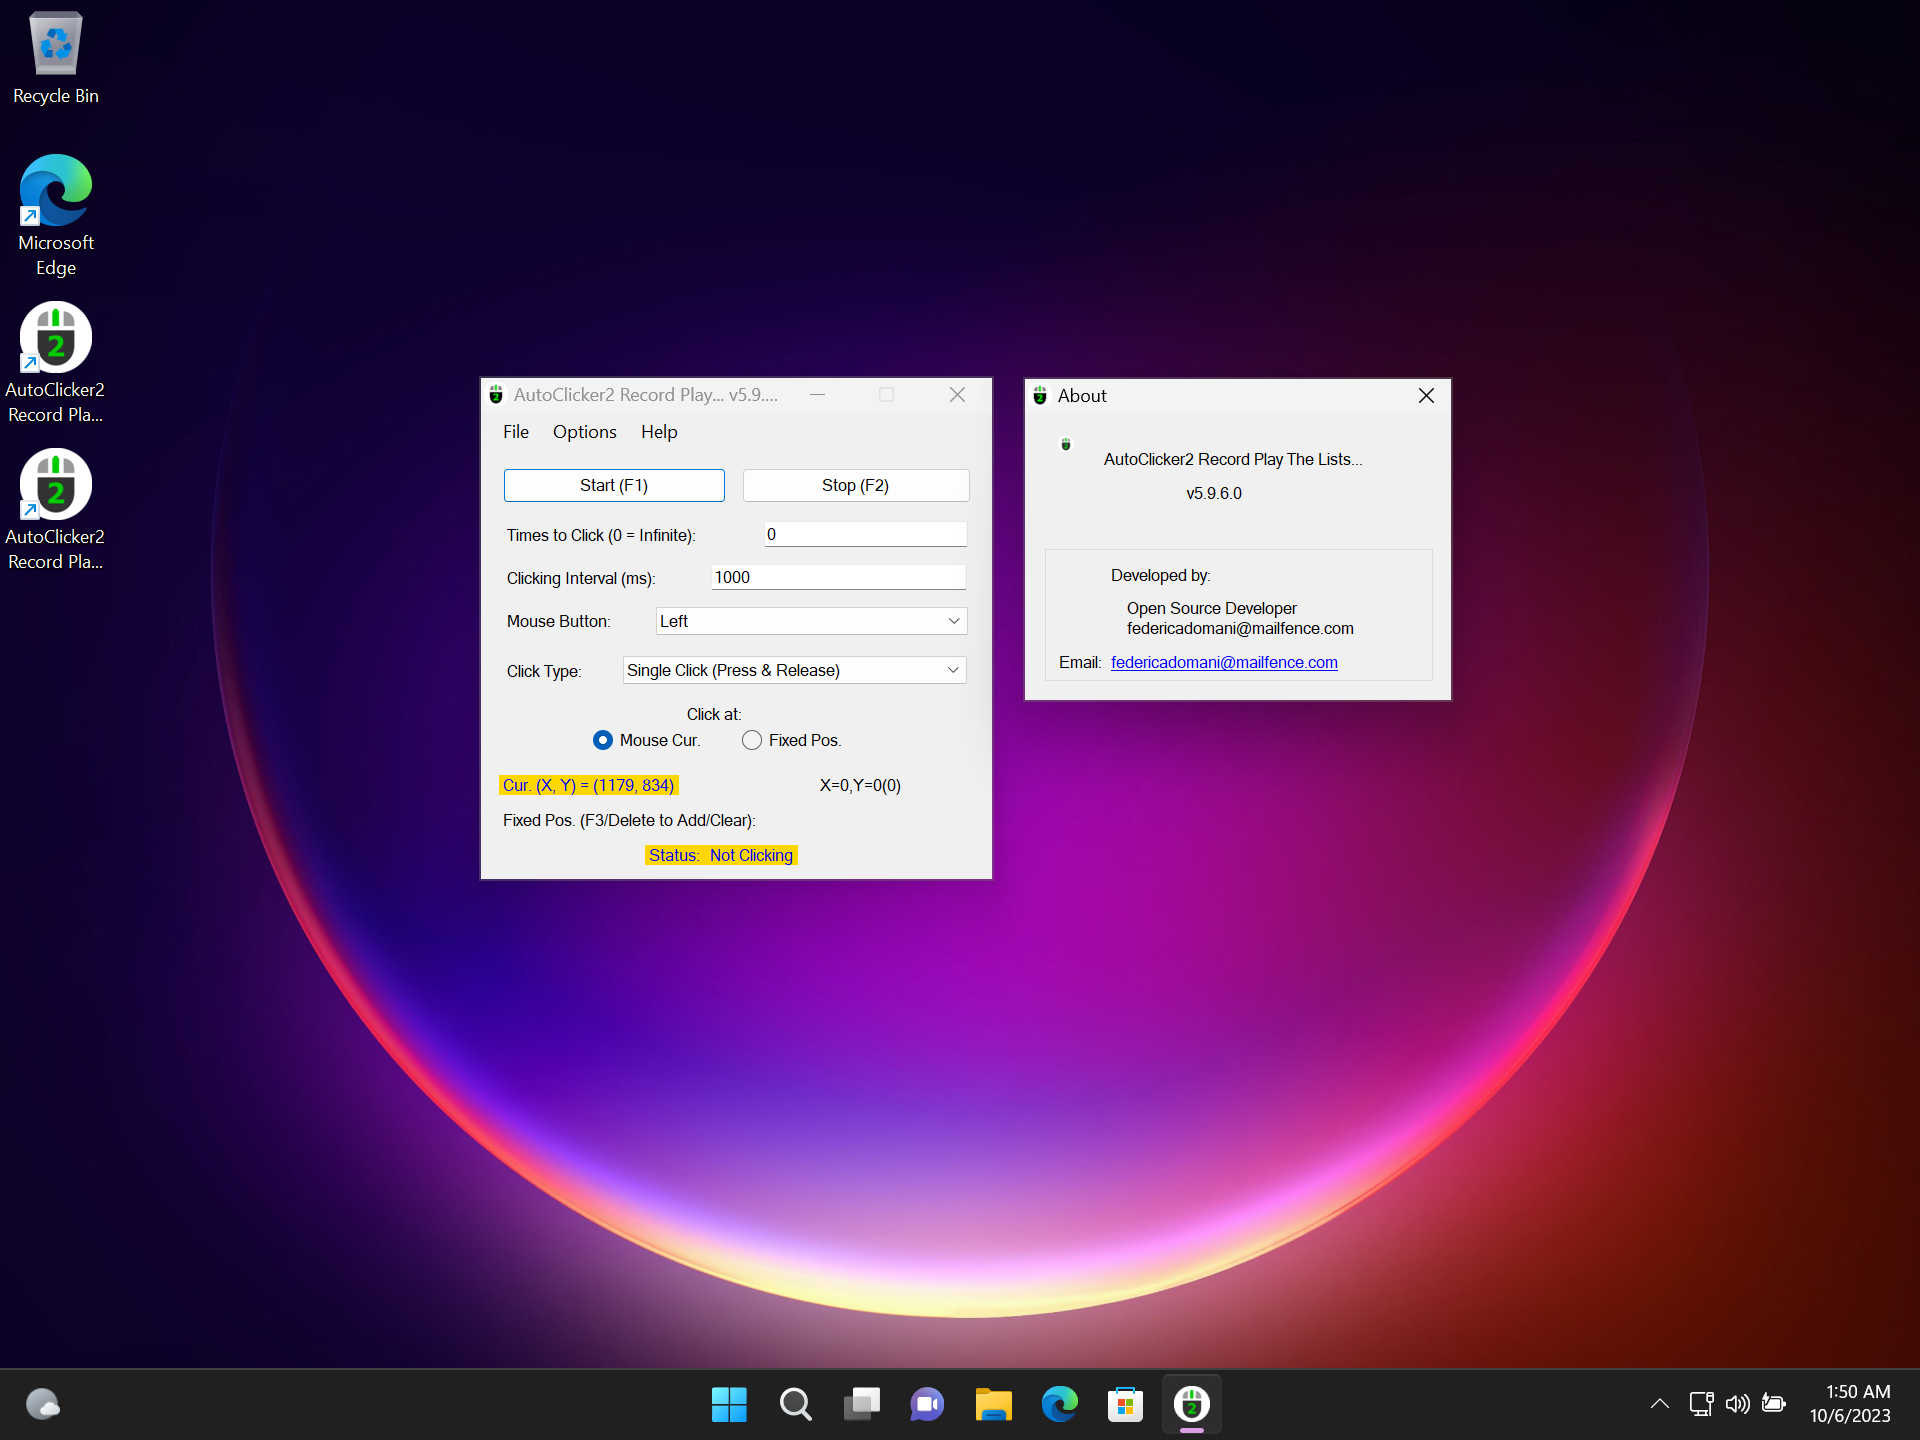 Recycle Bin
Microsoft
Edge
AutoClicker2
Record Pla...
AutoClicker2
Record Pla...
AutoClicker2 Record Play... v5.9....
File Options Help
Start (F1) Stop (F2)
Times to Click (0 = Infinite): 0
Clicking Interval (ms): 1000
Mouse Button: Left
Click Type: Single Click (Press & Release)
Click at:
Mouse Cur. Fixed Pos.
Cur. (X, Y) = (1179, 834) X=0,Y=0(0)
Fixed Pos. (F3/Delete to Add/Clear):
Status: Not Clicking
About
AutoClicker2 Record Play The Lists...
v5.9.6.0
Developed by:
Open Source Developer
federicadomani@mailfence.com
Email: federicadomani@mailfence.com
1:50 AM
10/6/2023